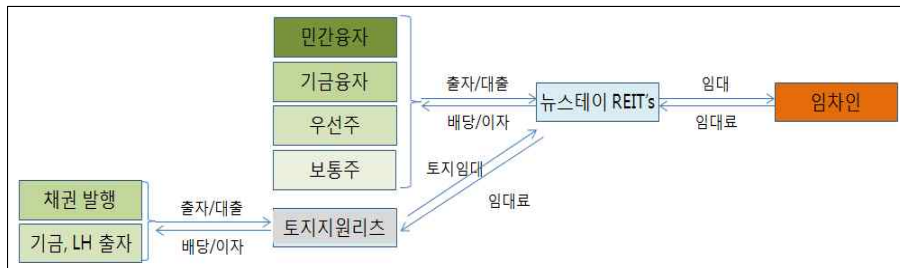 민간융자
기금융자
우선주
보통주
출자/대출
배당/이자
뉴스테이 REIT's
임대
임대료
임차인
토지임대
임대료
채권 발행
기금, LH 출자
출자/대출
배당/이자
토지지원리츠